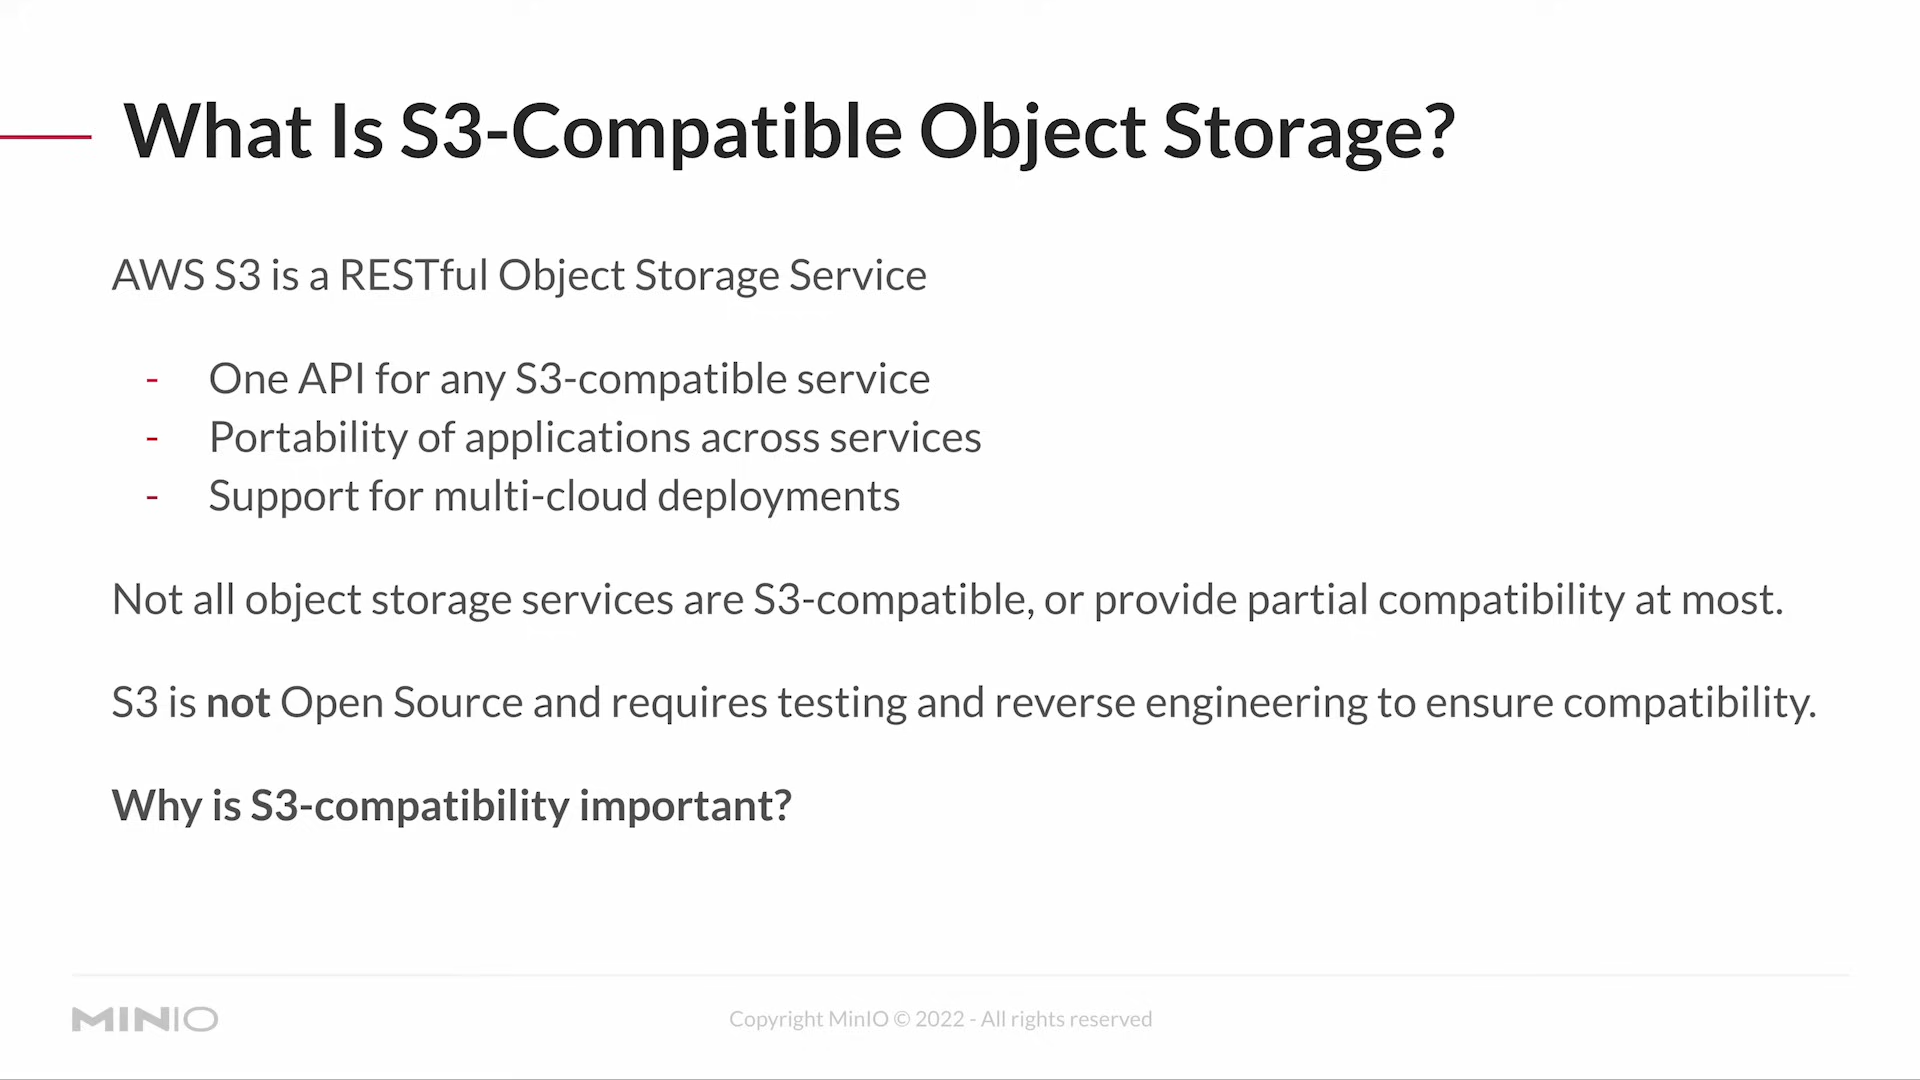 What Is S3-Compatible Object Storage?
AWS S3 is a RESTful Object Storage Service
- One API for any S3-compatible service
- Portability of applications across services
- Support for multi-cloud deployments
Not all object storage services are S3-compatible, or provide partial compatibility at most.
S3 is not Open Source and requires testing and reverse engineering to ensure compatibility.
Why is S3-compatibility important?
MINIO
Copyright MinIO © 2022 - All rights reserved